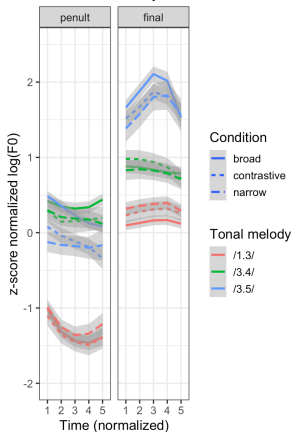 penult final
2
1
0
-1
-2
z-score normalized log(F0)
1 2 3 4 5 1 2 3 4 5
Time (normalized)
Condition
broad
contrastive
narrow
Tonal melody
/1.3/
/3.4/
/3.5/